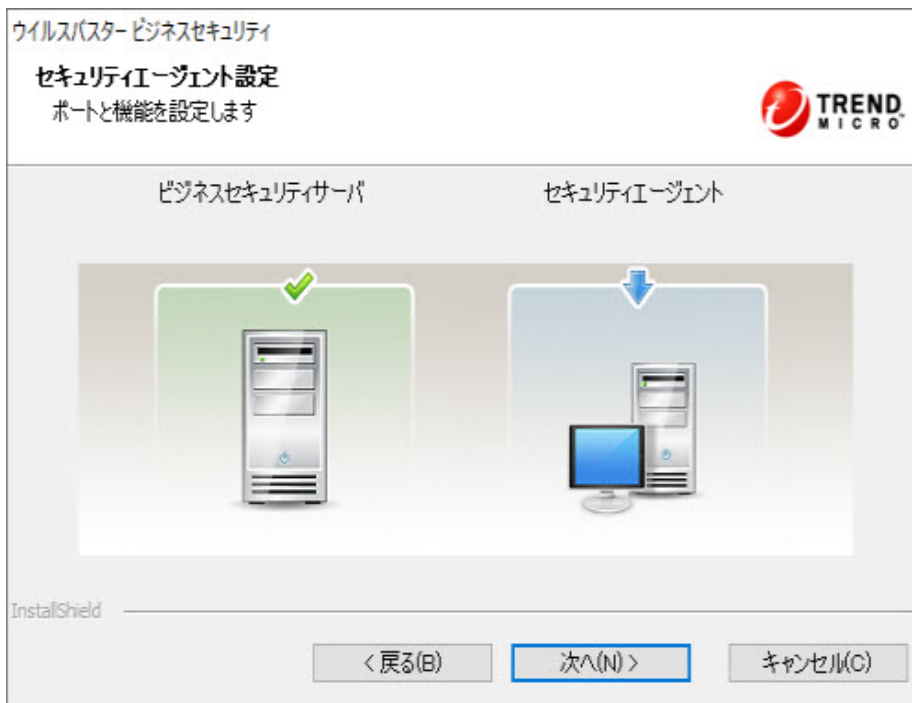 ウイルスバスター ビジネスセキュリティ
セキュリティエージェント設定
ポートと機能を設定します
TREND
MICRO
ビジネスセキュリティサーバ
セキュリティエージェント
InstallShield
< 戻る(B)
次へ(N) >
キャンセル(C)